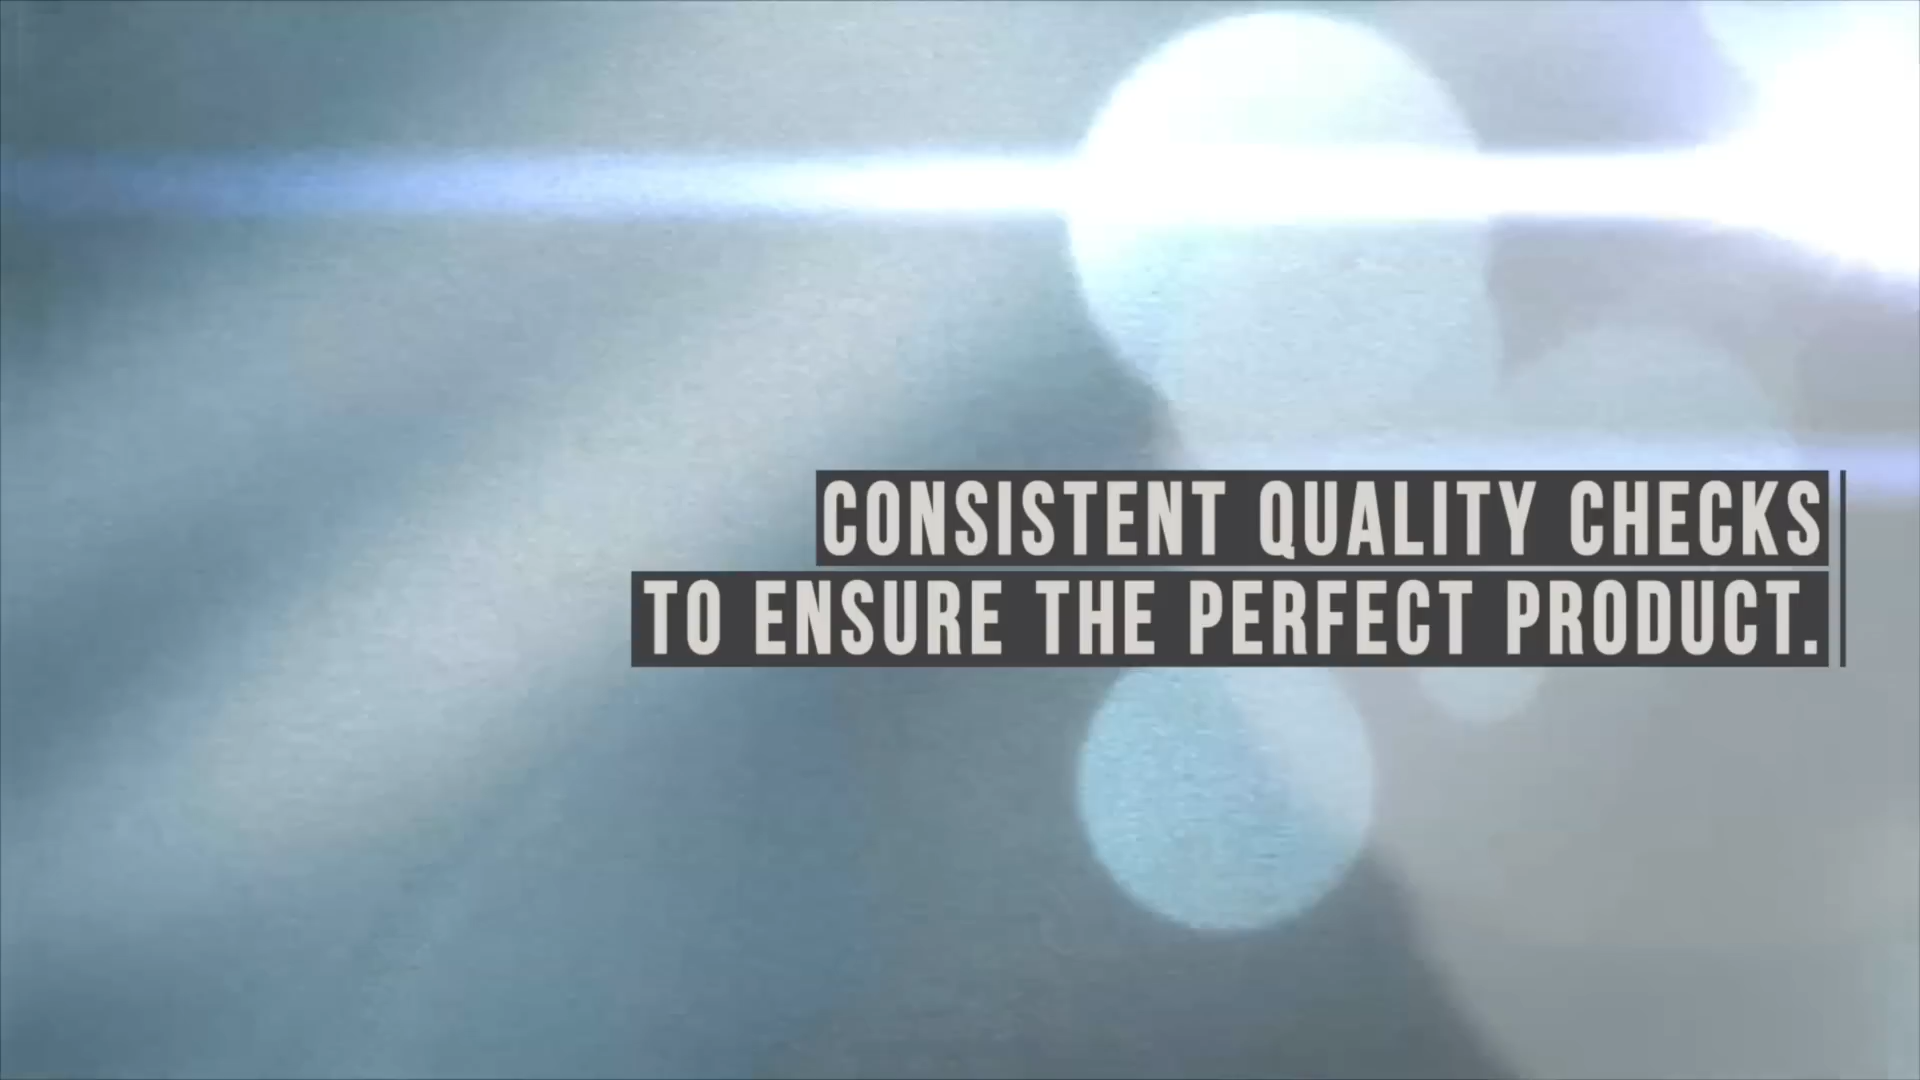 CONSISTENT QUALITY CHECKS
TO ENSURE THE PERFECT PRODUCT.